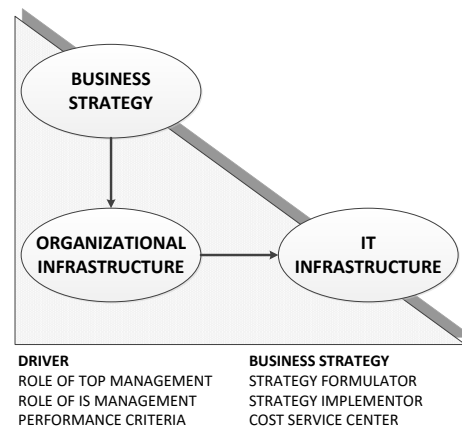 BUSINESS
STRATEGY
ORGANIZATIONAL
INFRASTRUCTURE
IT
INFRASTRUCTURE
DRIVER BUSINESS STRATEGY
ROLE OF TOP MANAGEMENT STRATEGY FORMULATOR
ROLE OF IS MANAGEMENT STRATEGY IMPLEMENTOR
PERFORMANCE CRITERIA COST SERVICE CENTER